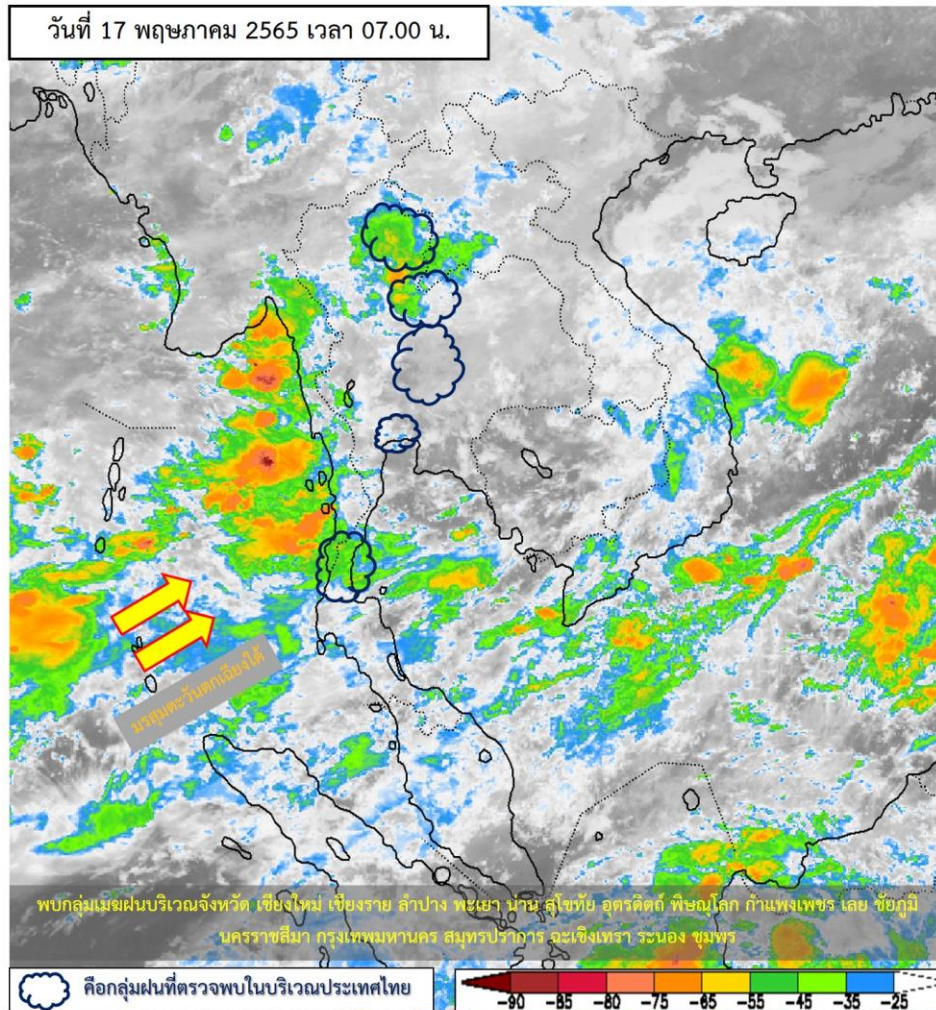 วันที่ 17 พฤษภาคม 2565 เวลา 07.00 น.
มรสุมตะวันตกเฉียงใต้
พบกลุ่มเมฆฝนบริเวณจังหวัด เชียงใหม่ เชียงราย ลำปาง พะเยา น่าน สุโขทัย อุตรดิตถ์ พิษณุโลก กำแพงเพชร เลย ชัยภูมิ
นครราชสีมา กรุงเทพมหานคร สมุทรปราการ ฉะเชิงเทรา ระนอง ชุมพร
คือกลุ่มฝนที่ตรวจพบในบริเวณประเทศไทย
-90 -85 -80 -75 -65 -55 -45 -35 -25